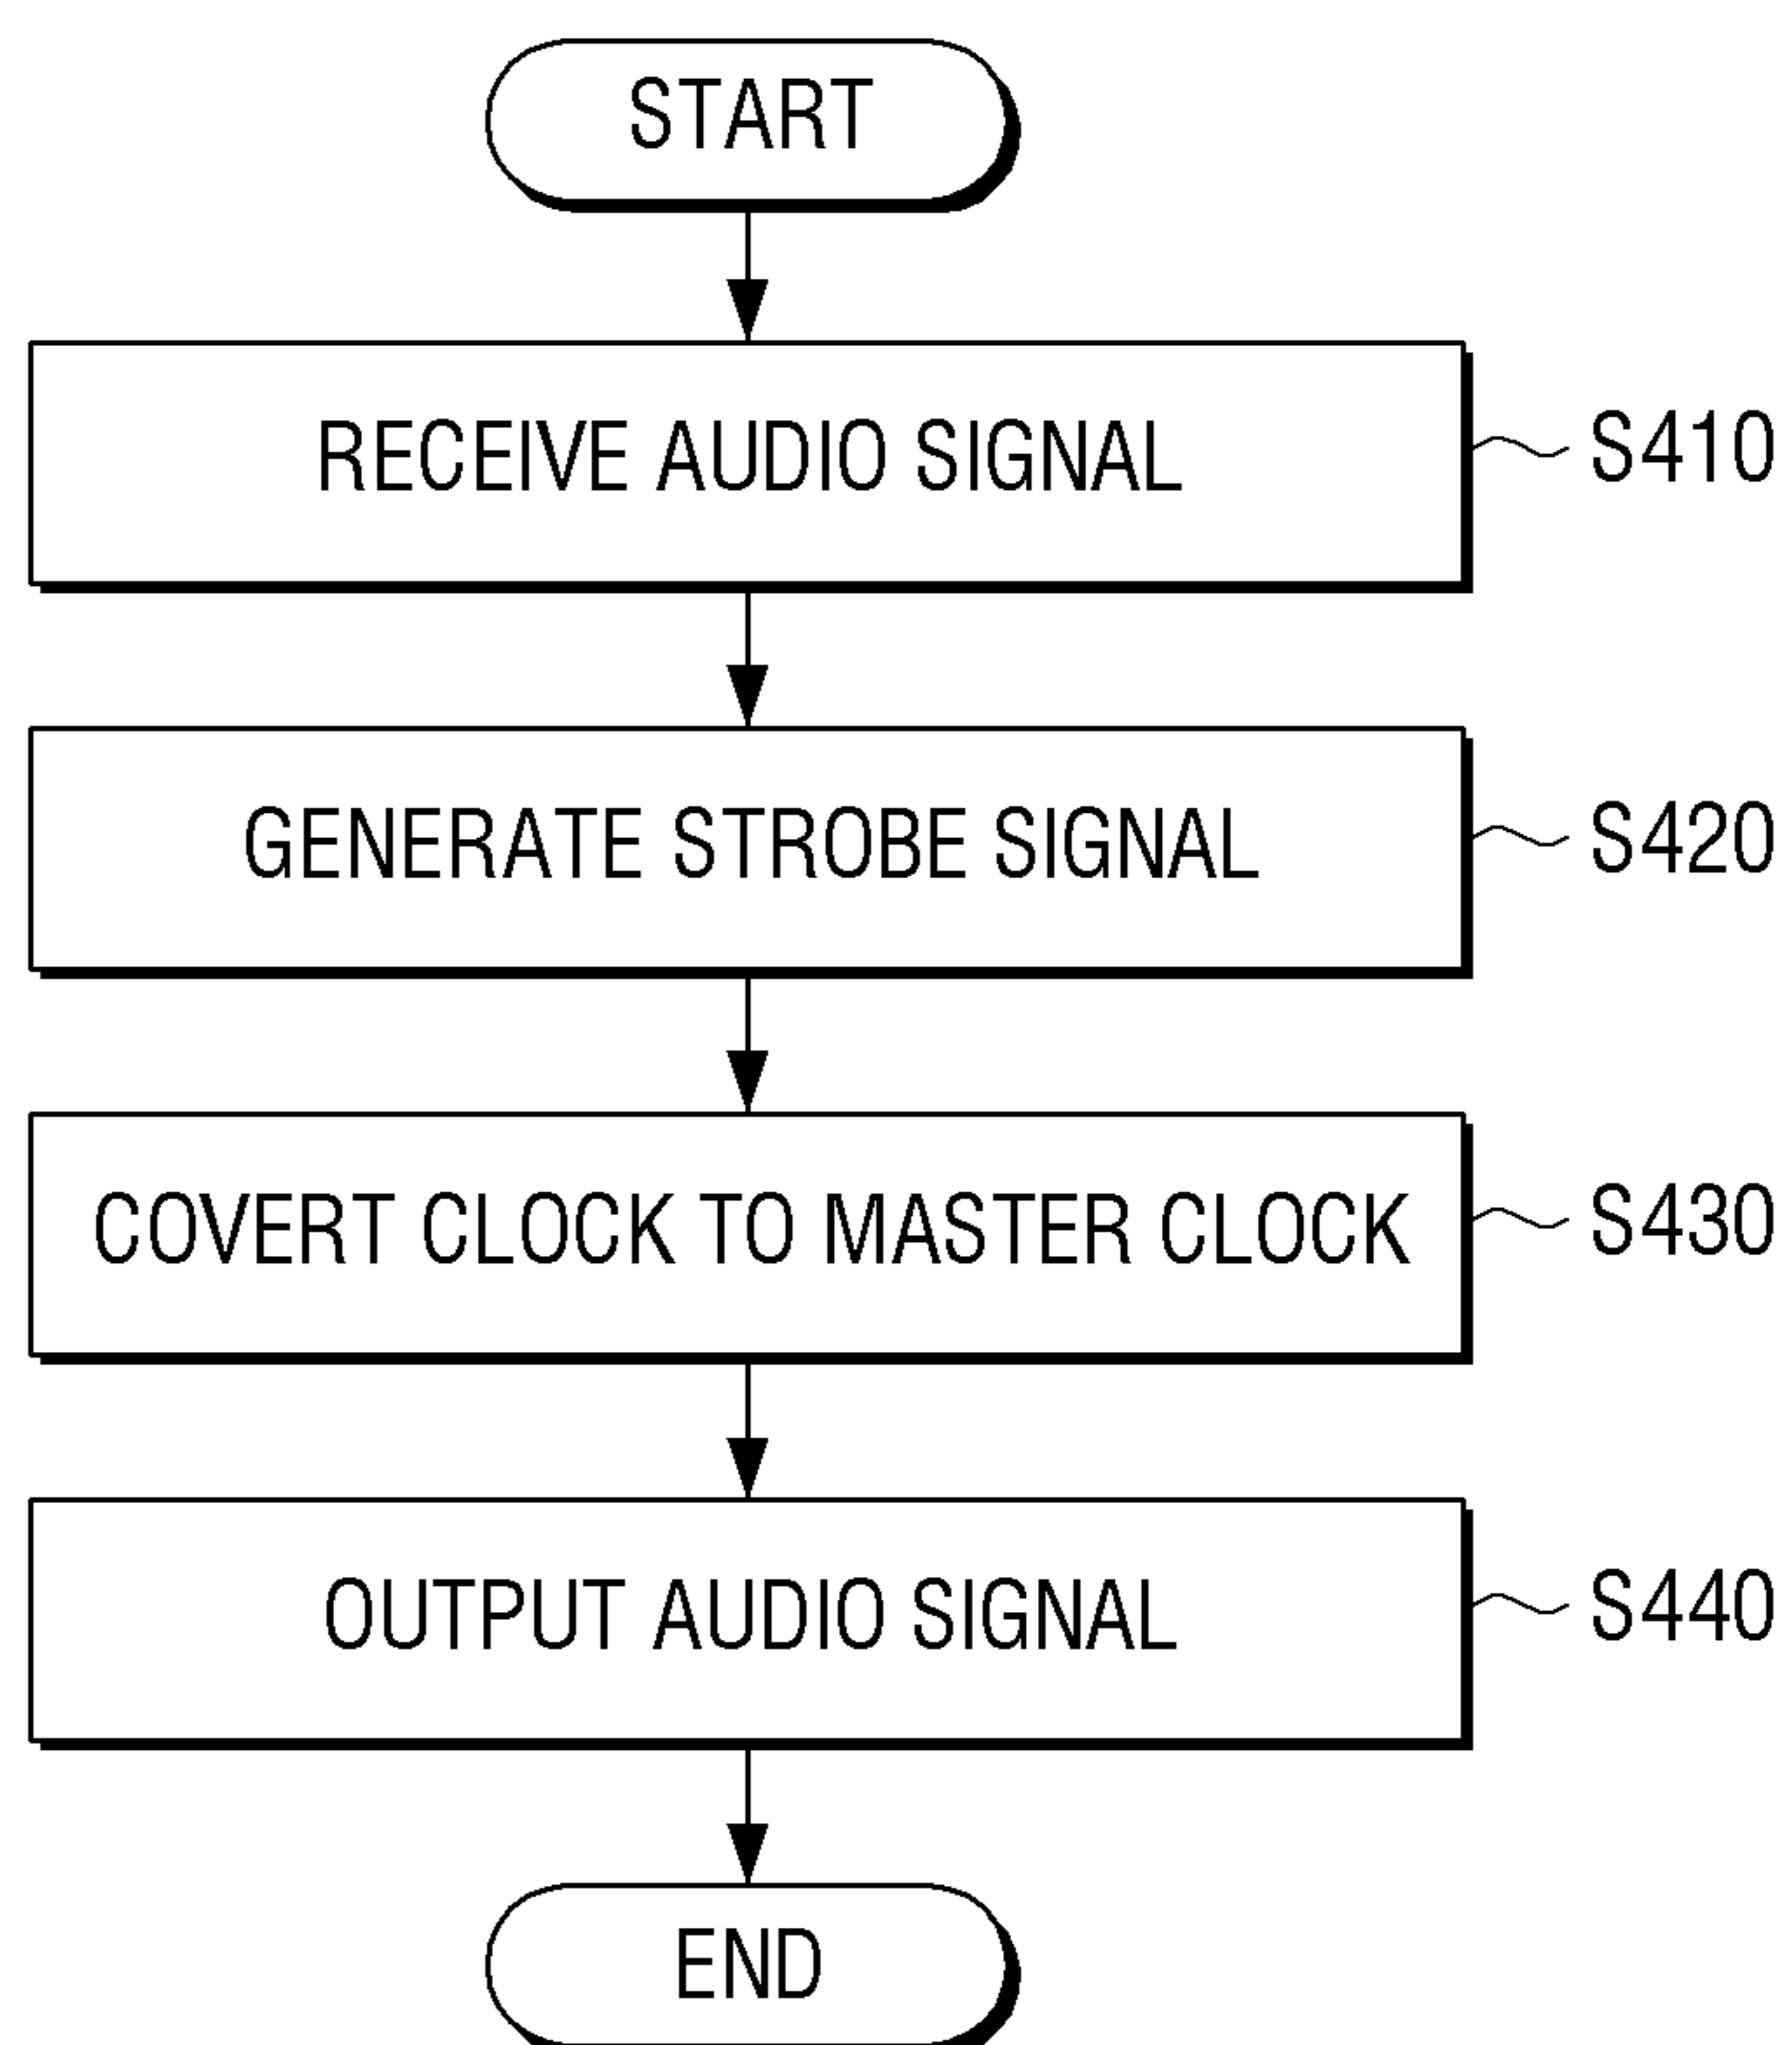 START
RECEIVE AUDIO SIGNAL
S410
GENERATE STROBE SIGNAL
S420
COVERT CLOCK TO MASTER CLOCK
S430
OUTPUT AUDIO SIGNAL
S440
END